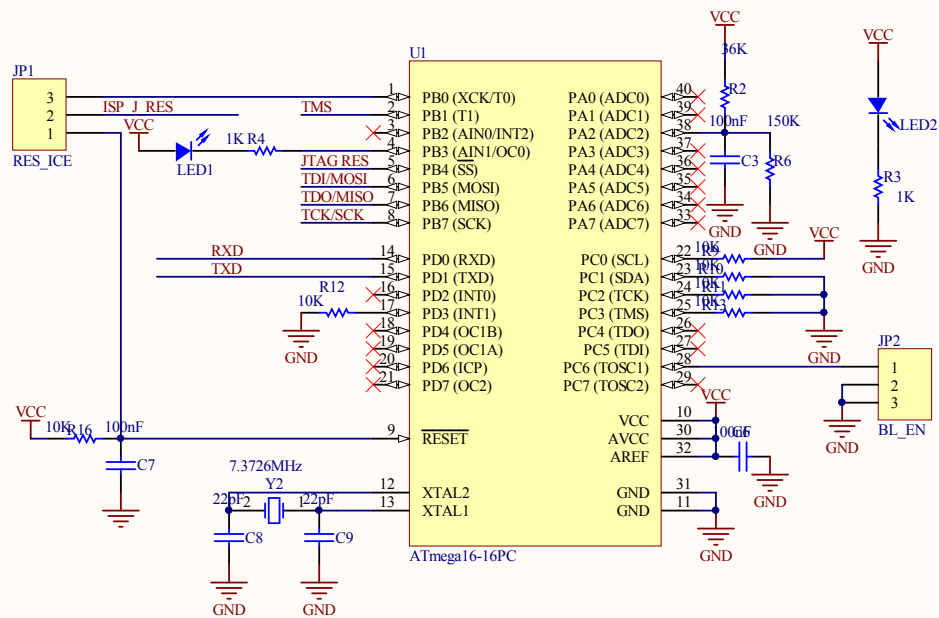 VCC
36K
R2
100nF
C3
150K
R6
GND
GND
VCC
LED2
R3
1K
GND
JP1
3
2
1
RES_ICE
ISP_J_RES
TMS
VCC
LED1
1K R4
JTAG RES
TDI/MOSI
TDO/MISO
TCK/SCK
RXD
TXD
R12
10K
GND
VCC
10K
R16
100nF
C7
7.3726MHz
Y2
22pF
2
1
22pF
C8
C9
GND
GND
U1
1 PB0 (XCK/T0)
2 PB1 (T1)
3 PB2 (AIN0/INT2)
4 PB3 (AIN1/OC0)
5 PB4 (SS)
6 PB5 (MOSI)
7 PB6 (MISO)
8 PB7 (SCK)
14 PD0 (RXD)
15 PD1 (TXD)
16 PD2 (INT0)
17 PD3 (INT1)
18 PD4 (OC1B)
19 PD5 (OC1A)
20 PD6 (ICP)
21 PD7 (OC2)
9 RESET
12 XTAL2
13 XTAL1
PA0 (ADC0) 40
PA1 (ADC1) 39
PA2 (ADC2) 38
PA3 (ADC3) 37
PA4 (ADC4) 36
PA5 (ADC5) 35
PA6 (ADC6) 34
PA7 (ADC7) 33
PC0 (SCL) 22
PC1 (SDA) 23
PC2 (TCK) 24
PC3 (TMS) 25
PC4 (TDO) 26
PC5 (TDI) 27
PC6 (TOSC1) 28
PC7 (TOSC2) 29
VCC 10
AVCC 30
AREF 32
GND 31
GND 11
ATmega16-16PC
10K
R9
10K
R10
10K
R11
10K
R13
VCC
GND
JP2
1
2
3
BL_EN
GND
VCC
C6
GND
GND